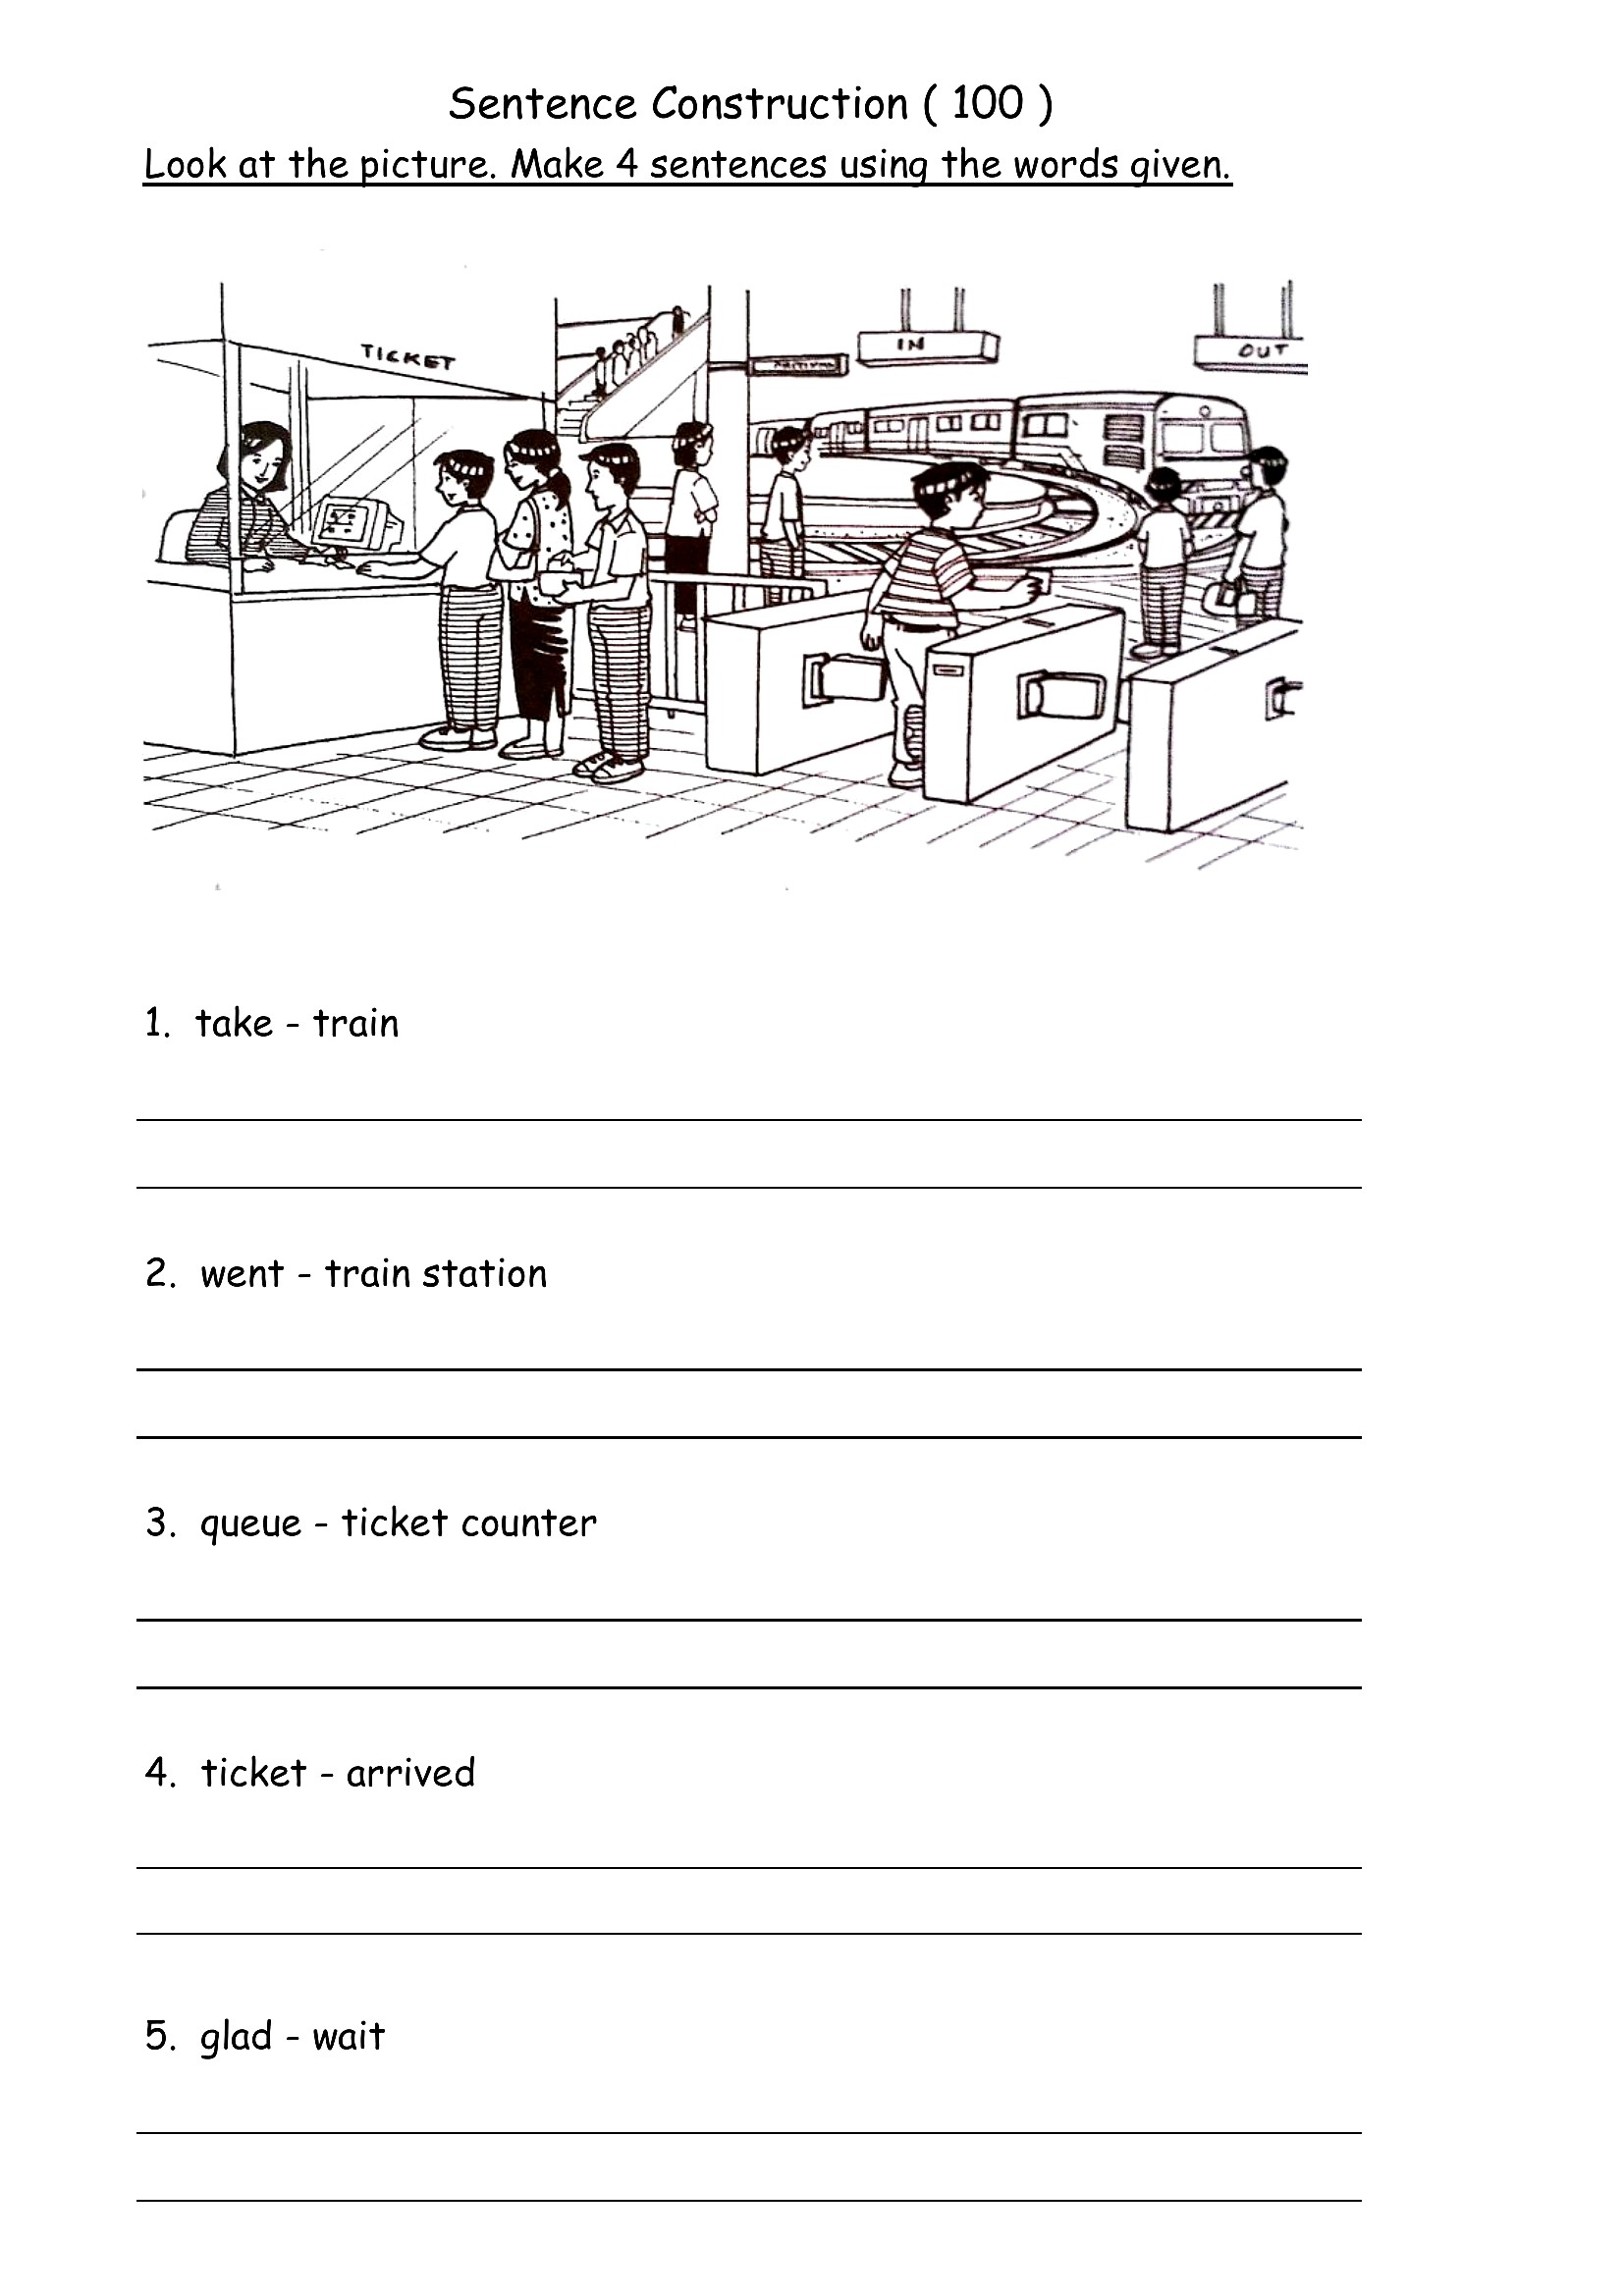 Sentence Construction ( 100 )
Look at the picture. Make 4 sentences using the words given.
TICKET
IN
OUT
1. take - train
2. went - train station
3. queue - ticket counter
4. ticket - arrived
5. glad - wait